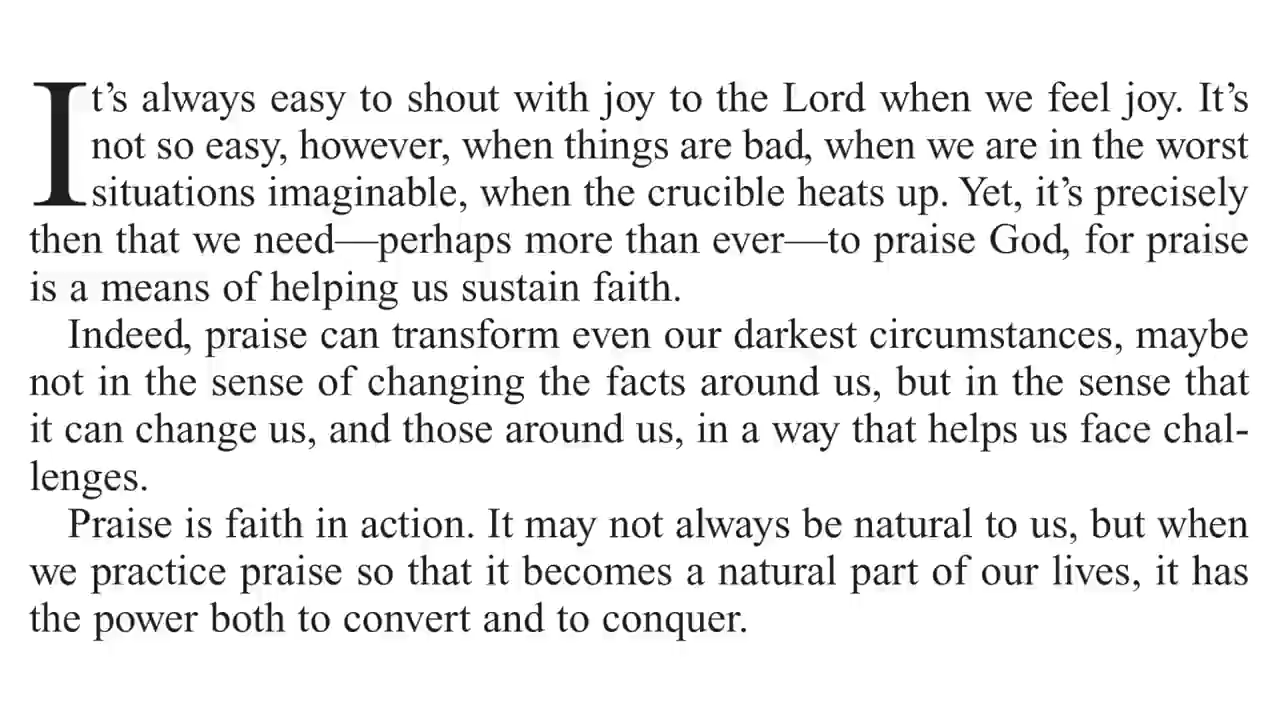 It’s always easy to shout with joy to the Lord when we feel joy. It’s
not so easy, however, when things are bad, when we are in the worst
situations imaginable, when the crucible heats up. Yet, it’s precisely
then that we need—perhaps more than ever—to praise God, for praise
is a means of helping us sustain faith.
Indeed, praise can transform even our darkest circumstances, maybe
not in the sense of changing the facts around us, but in the sense that
it can change us, and those around us, in a way that helps us face chal-
lenges.
Praise is faith in action. It may not always be natural to us, but when
we practice praise so that it becomes a natural part of our lives, it has
the power both to convert and to conquer.